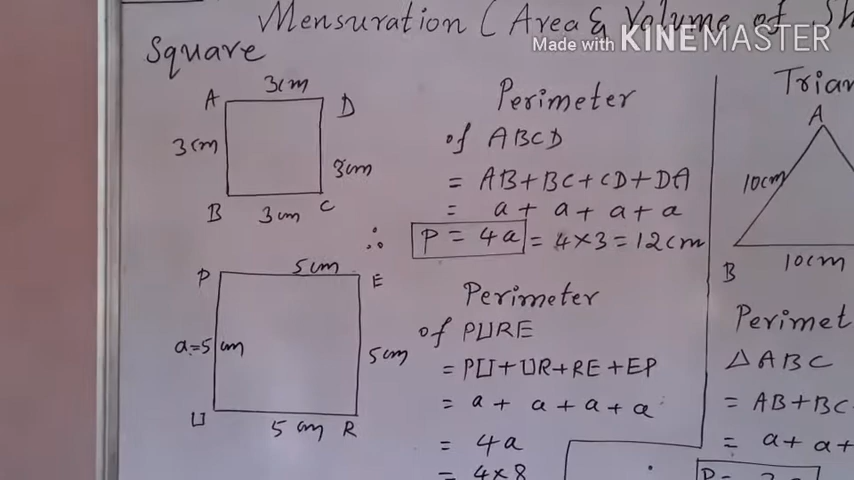 Mensuration ( Area & Volume of Sh
Made with KINEMASTER
Square
3cm
A
D
3cm
3cm
B
3cm
C
Perimeter
of ABCD
= AB+BC+CD+DA
= a + a + a + a
∴ P = 4a = 4×3 = 12cm
5cm
P
E
a=5cm
5cm
U
5cm
R
Perimeter
of PURE
= PU+UR+RE+EP
= a + a + a + a
= 4a
= 4×8
Trian
A
10cm
B
10cm
Perimet
△ABC
= AB+BC
= a+a+